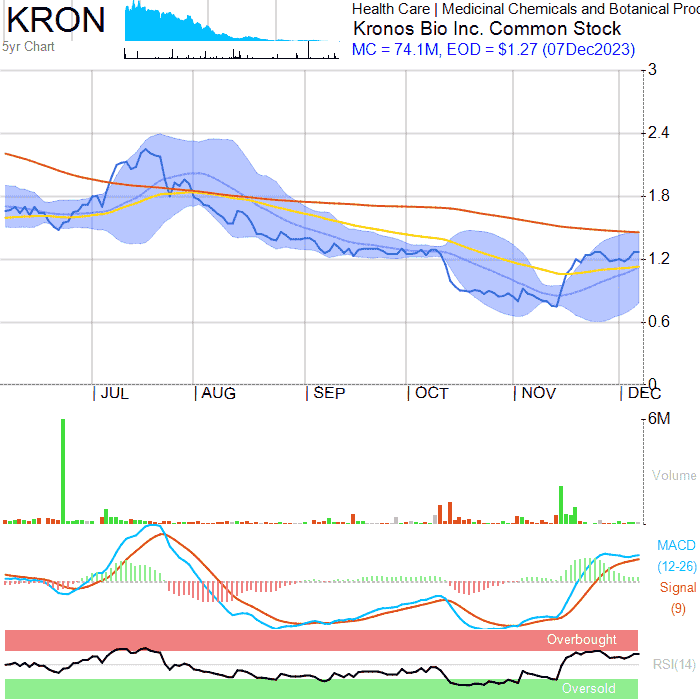 KRON
5yr Chart
Health Care | Medicinal Chemicals and Botanical Proc
Kronos Bio Inc. Common Stock
MC = 74.1M, EOD = $1.27 (07Dec2023)
3
2.4
1.8
1.2
0.6
0
JUL AUG SEP OCT NOV DEC
6M
Volume
MACD
(12-26)
Signal
(9)
Overbought
RSI(14)
Oversold